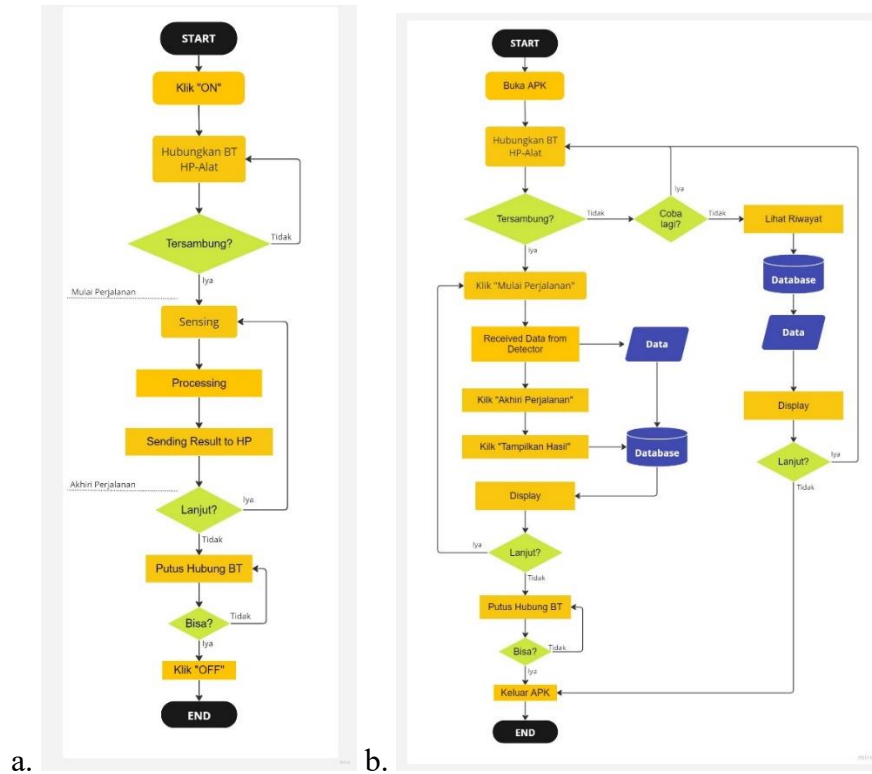 START
Klik "ON"
Hubungkan BT
HP-Alat
Tersambung?
Tidak
Iya
Mulai Perjalanan
Sensing
Processing
Sending Result to HP
Akhiri Perjalanan
Lanjut?
Iya
Tidak
Putus Hubung BT
Bisa?
Tidak
Iya
Klik "OFF"
END
a.
START
Buka APK
Hubungkan BT
HP-Alat
Tersambung?
Tidak
Coba
lagi?
Iya
Tidak
Lihat Riwayat
Database
Data
Display
Lanjut?
Iya
Tidak
Iya
Klik "Mulai Perjalanan"
Received Data from
Detector
Data
Kilk "Akhiri Perjalanan"
Kilk "Tampilkan Hasil"
Database
Display
Lanjut?
Iya
Tidak
Putus Hubung BT
Bisa?
Tidak
Iya
Keluar APK
END
b.
miro